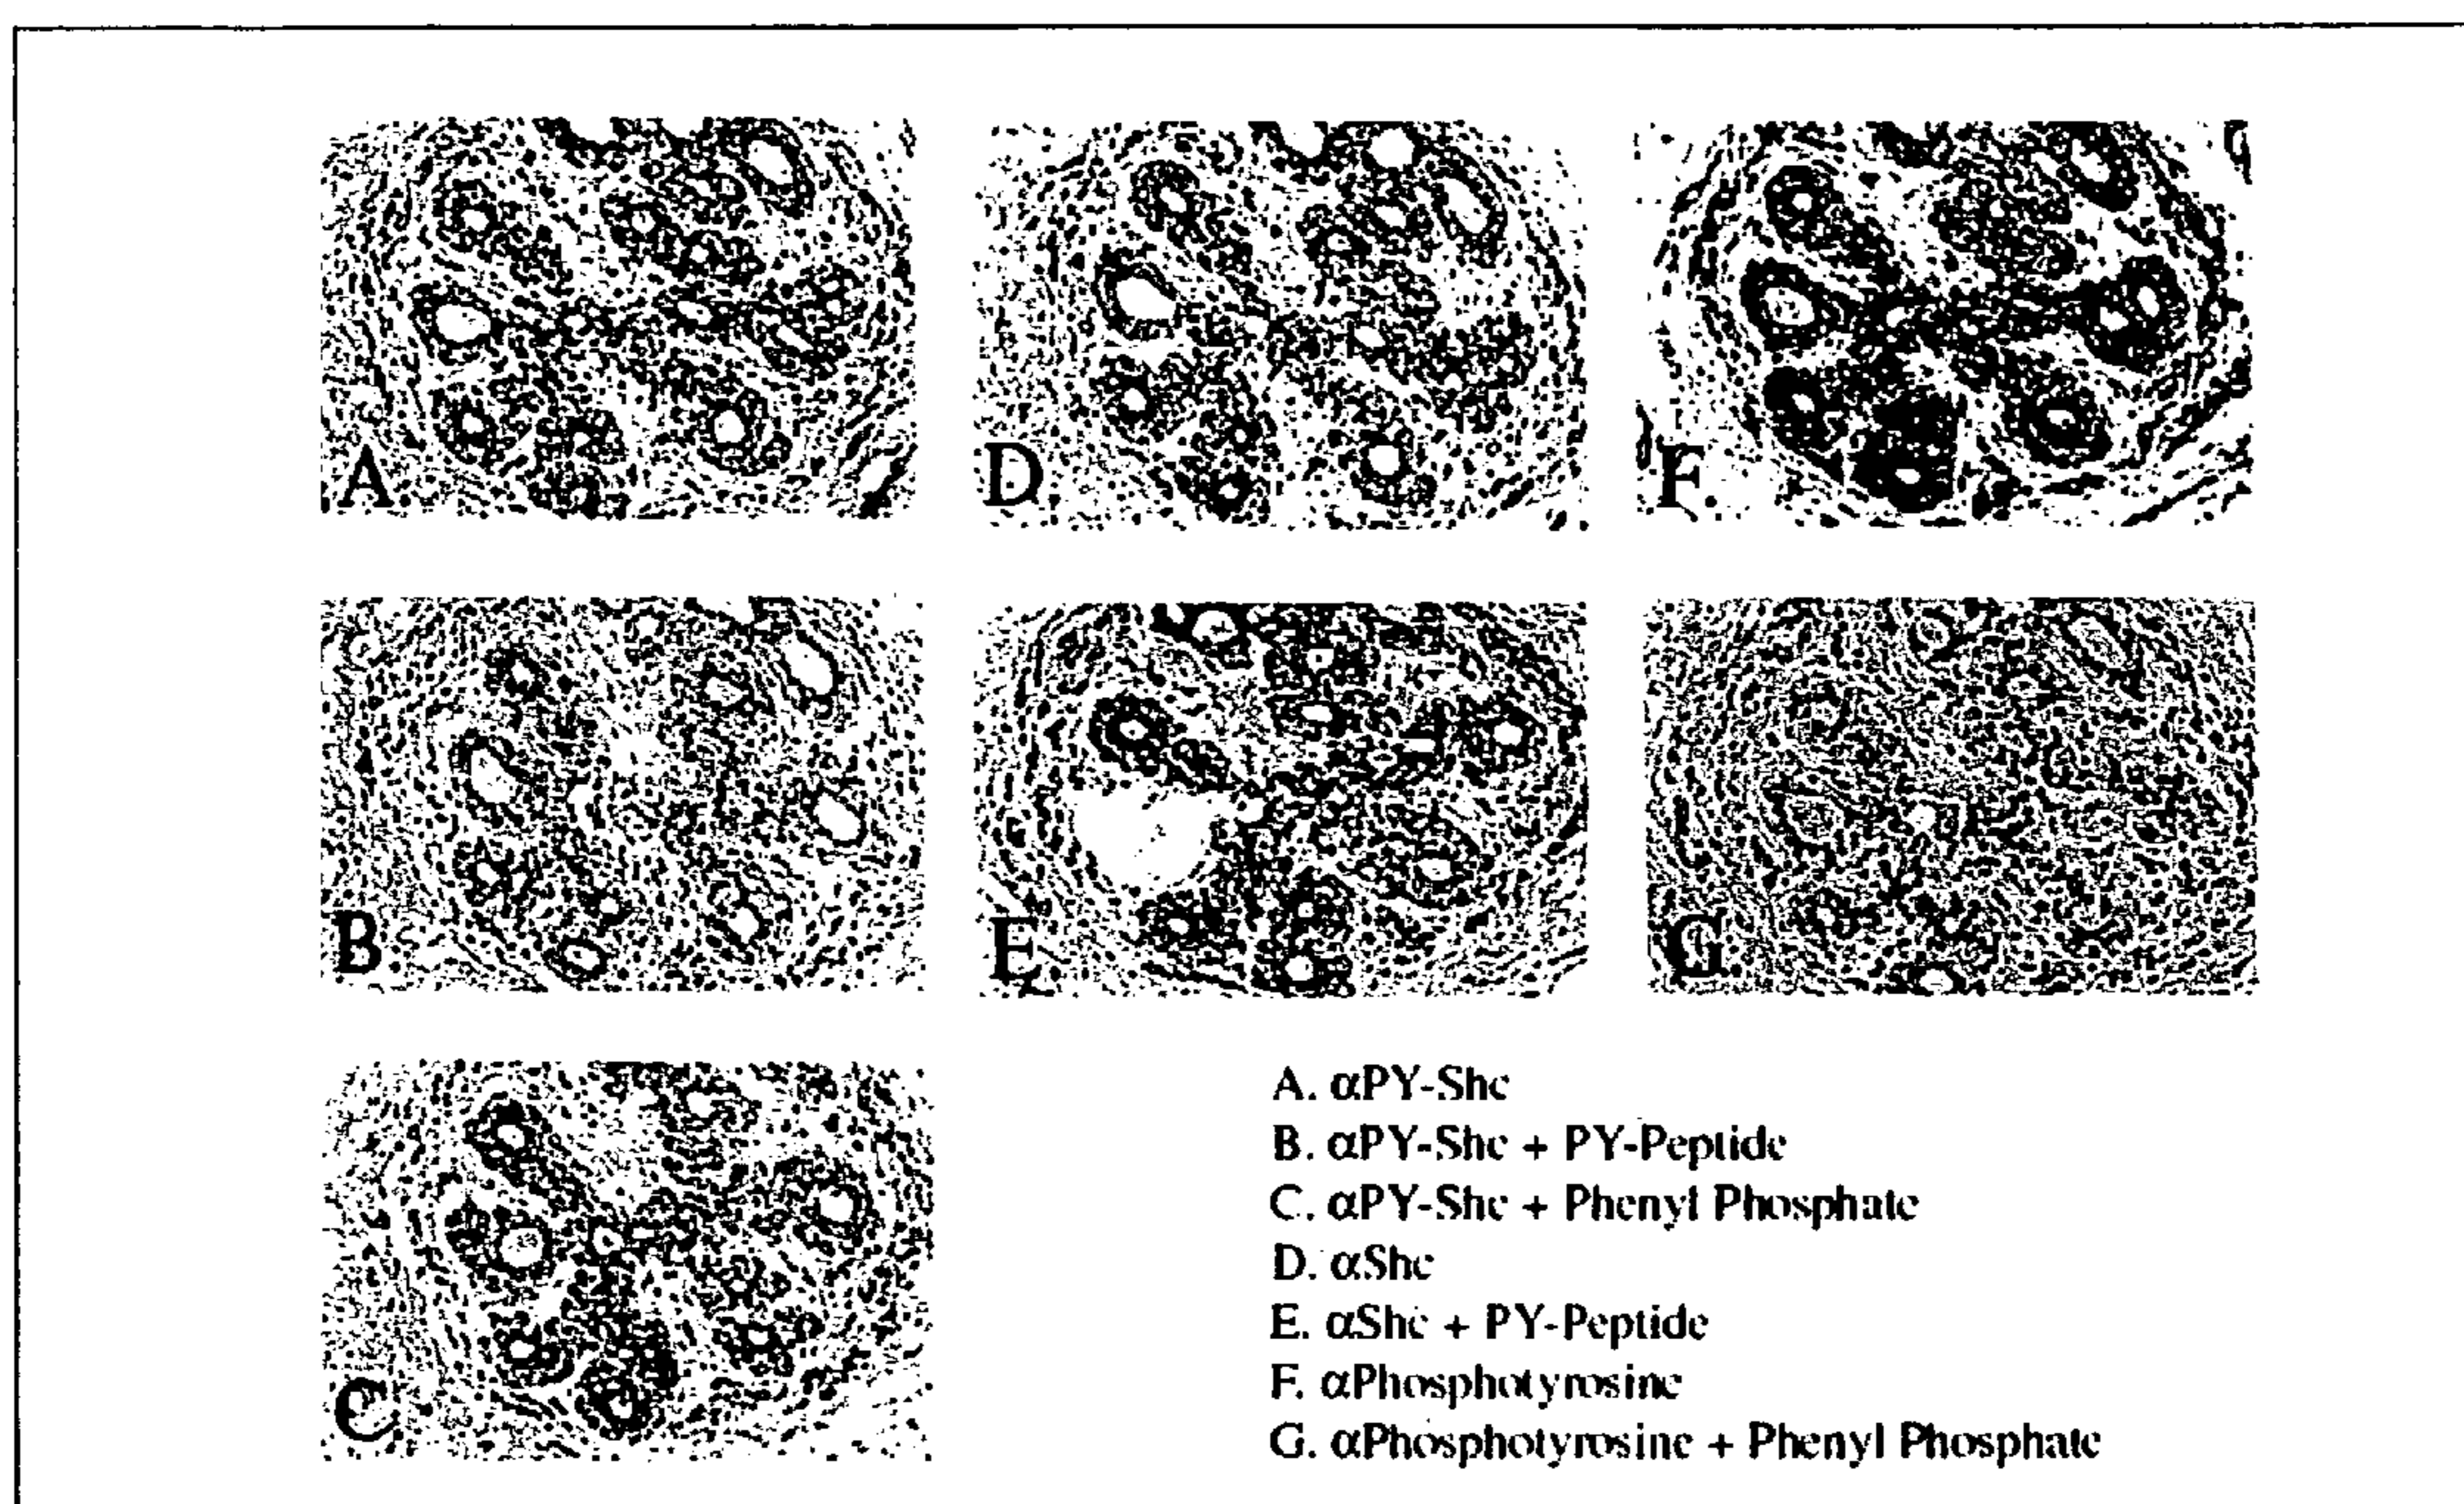 A.
D.
F.
B
E.
G
C
A. αPY-Shc
B. αPY-Shc + PY-Peptide
C. αPY-Shc + Phenyl Phosphate
D. αShc
E. αShc + PY-Peptide
F. αPhosphotyrosine
G. αPhosphotyrosine + Phenyl Phosphate